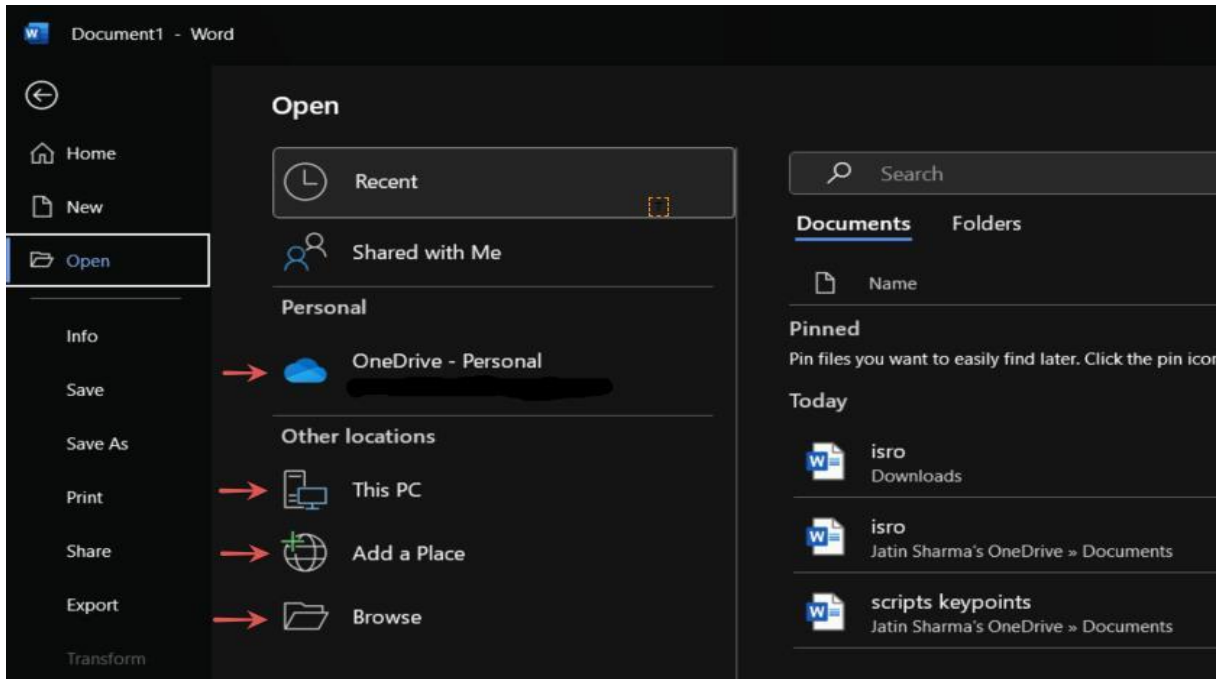 Document1 - Word
Home
New
Open
Info
Save
Save As
Print
Share
Export
Transform
Open
Recent
Shared with Me
Personal
OneDrive - Personal
Other locations
This PC
Add a Place
Browse
Search
Documents Folders
Name
Pinned
Pin files you want to easily find later. Click the pin icon
Today
isro
Downloads
isro
Jatin Sharma's OneDrive » Documents
scripts keypoints
Jatin Sharma's OneDrive » Documents